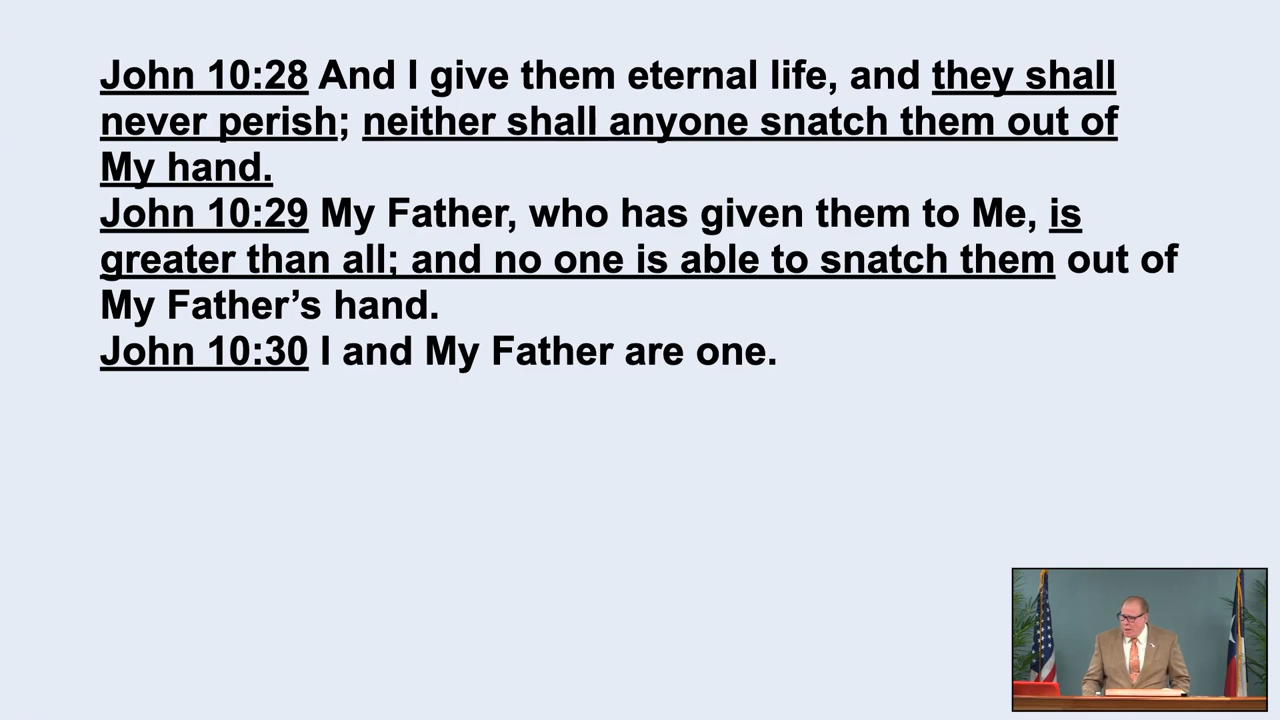 John 10:28 And I give them eternal life, and they shall
never perish; neither shall anyone snatch them out of
My hand.
John 10:29 My Father, who has given them to Me, is
greater than all; and no one is able to snatch them out of
My Father’s hand.
John 10:30 I and My Father are one.